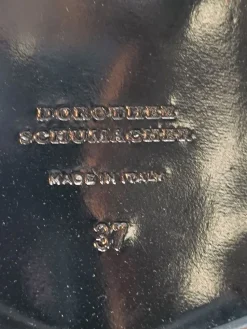 DOROTHEE
SCHUMACHER
MADE IN ITALY
37